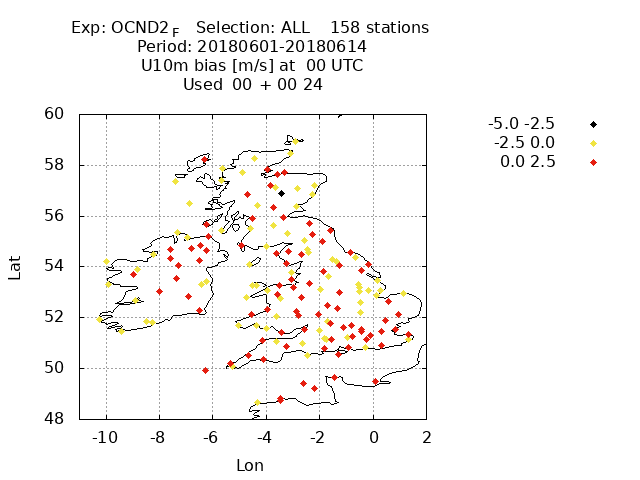 Exp: OCND2F Selection: ALL 158 stations
Period: 20180601-20180614
U10m bias [m/s] at 00 UTC
Used 00 + 00 24
-5.0 -2.5
-2.5 0.0
0.0 2.5
60
58
56
54
52
50
48
Lat
-10 -8 -6 -4 -2 0 2
Lon